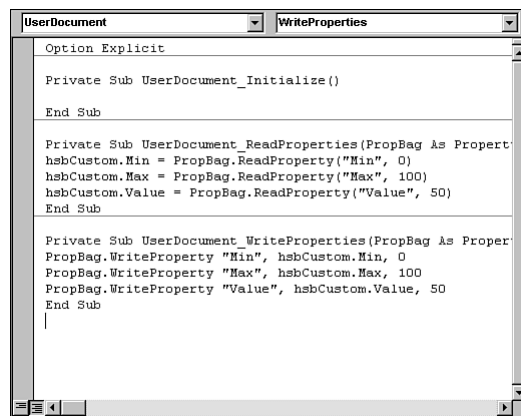 UserDocument WriteProperties
Option Explicit
Private Sub UserDocument_Initialize()
End Sub
Private Sub UserDocument_ReadProperties(PropBag As Propert
hsbCustom.Min = PropBag.ReadProperty("Min", 0)
hsbCustom.Max = PropBag.ReadProperty("Max", 100)
hsbCustom.Value = PropBag.ReadProperty("Value", 50)
End Sub
Private Sub UserDocument_WriteProperties(PropBag As Proper
PropBag.WriteProperty "Min", hsbCustom.Min, 0
PropBag.WriteProperty "Max", hsbCustom.Max, 100
PropBag.WriteProperty "Value", hsbCustom.Value, 50
End Sub